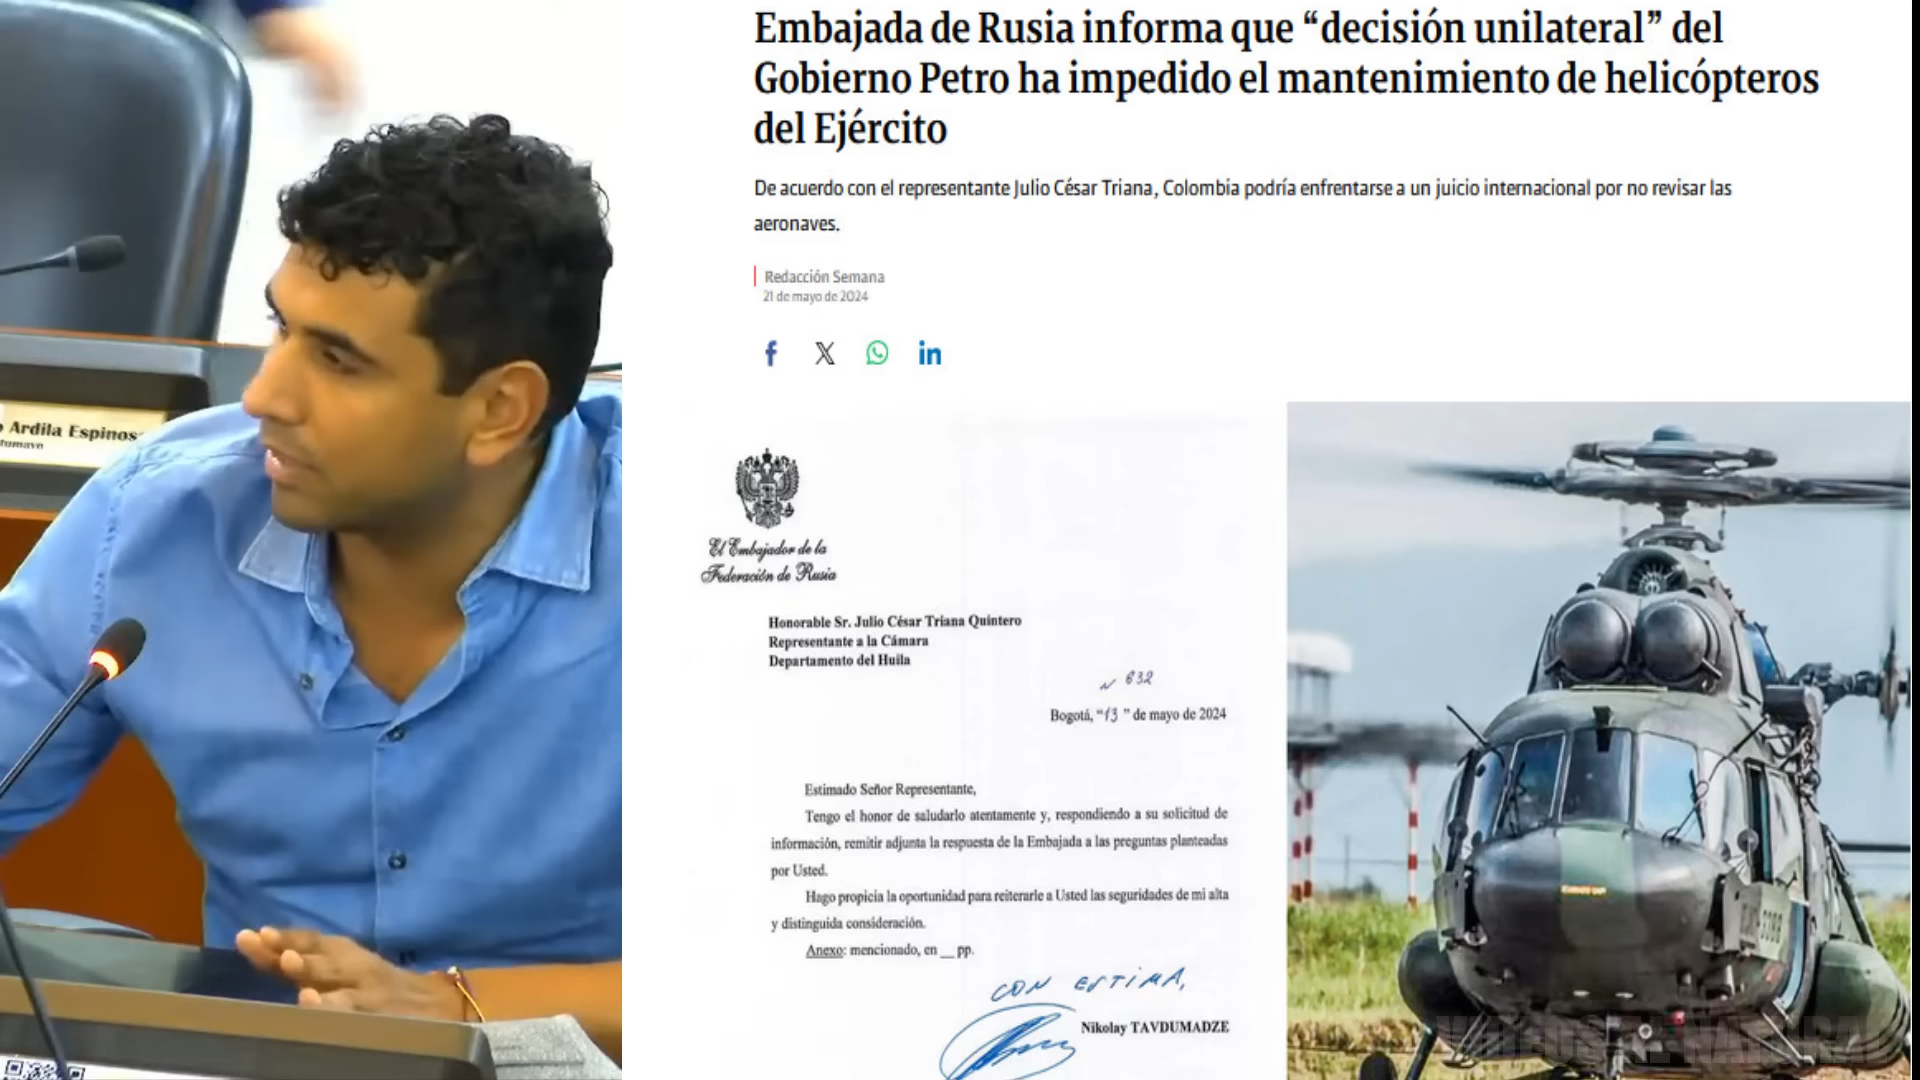 Embajada de Rusia informa que “decisión unilateral” del
Gobierno Petro ha impedido el mantenimiento de helicópteros
del Ejército
De acuerdo con el representante Julio César Triana, Colombia podría enfrentarse a un juicio internacional por no revisar las
aeronaves.
Redacción Semana
21 de mayo de 2024
Ardila Espinos
El Embajador de la
Federación de Rusia
Honorable Sr. Julio César Triana Quintero
Representante a la Cámara
Departamento del Huila
N 632
Bogotá, “13” de mayo de 2024
Estimado Señor Representante,
Tengo el honor de saludarlo atentamente y, respondiendo a su solicitud de
información, remitir adjunta la respuesta de la Embajada a las preguntas planteadas
por Usted.
Hago propicia la oportunidad para reiterarle a Usted las seguridades de mi alta
y distinguida consideración.
Anexo: mencionado, en __ pp.
CON ESTIMA,
Nikolay TAVDUMADZE